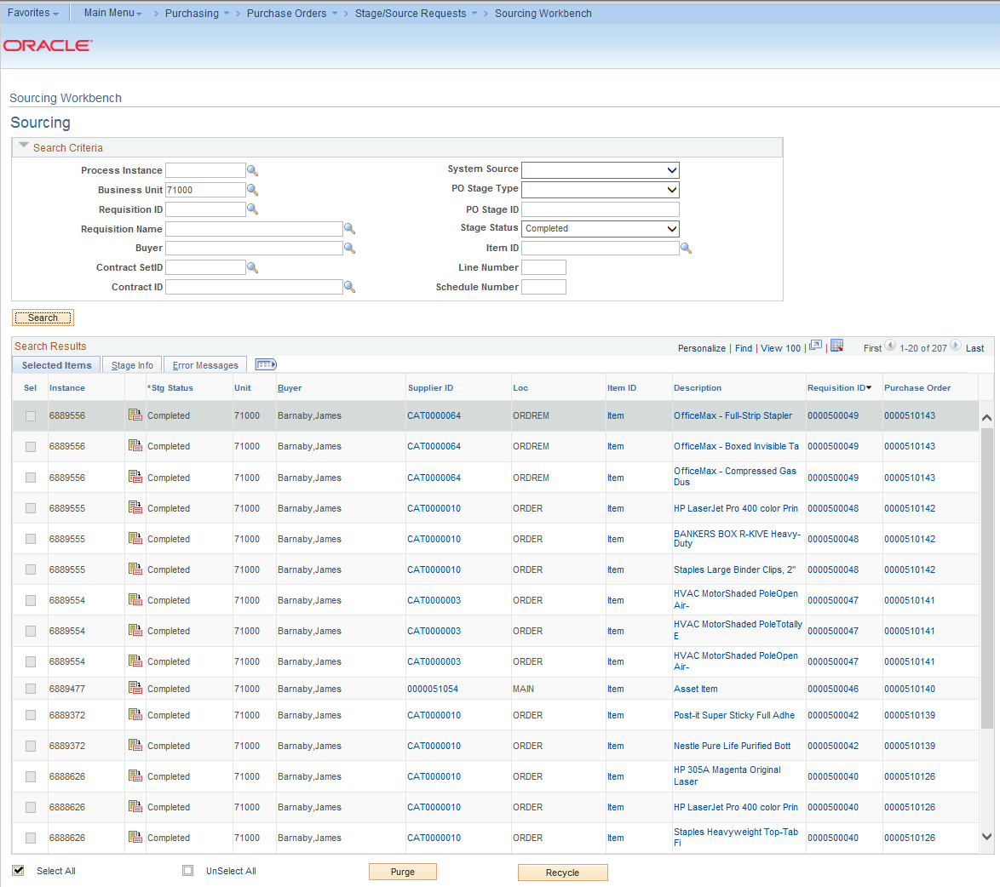 Favorites Main Menu > Purchasing > Purchase Orders > Stage/Source Requests > Sourcing Workbench
ORACLE
Sourcing Workbench
Sourcing
Search Criteria
Process Instance System Source
Business Unit 71000 PO Stage Type
Requisition ID PO Stage ID
Requisition Name Stage Status Completed
Buyer Item ID
Contract SetID Line Number
Contract ID Schedule Number
Search
Search Results Personalize | Find | View 100 | | First 1-20 of 207 Last
Selected Items Stage Info Error Messages
Sel Instance *Stg Status Unit Buyer Supplier ID Loc Item ID Description Requisition ID Purchase Order
6889556 Completed 71000 Barnaby,James CAT0000064 ORDREM Item OfficeMax - Full-Strip Stapler 0000500049 0000510143
6889556 Completed 71000 Barnaby,James CAT0000064 ORDREM Item OfficeMax - Boxed Invisible Ta 0000500049 0000510143
6889556 Completed 71000 Barnaby,James CAT0000064 ORDREM Item OfficeMax - Compressed Gas Dus 0000500049 0000510143
6889555 Completed 71000 Barnaby,James CAT0000010 ORDER Item HP LaserJet Pro 400 color Prin 0000500048 0000510142
6889555 Completed 71000 Barnaby,James CAT0000010 ORDER Item BANKERS BOX R-KIVE Heavy-Duty 0000500048 0000510142
6889555 Completed 71000 Barnaby,James CAT0000010 ORDER Item Staples Large Binder Clips, 2" 0000500048 0000510142
6889554 Completed 71000 Barnaby,James CAT0000003 ORDER Item HVAC MotorShaded PoleOpen Air- 0000500047 0000510141
6889554 Completed 71000 Barnaby,James CAT0000003 ORDER Item HVAC MotorShaded PoleTotally E 0000500047 0000510141
6889554 Completed 71000 Barnaby,James CAT0000003 ORDER Item HVAC MotorShaded PoleOpen Air- 0000500047 0000510141
6889477 Completed 71000 Barnaby,James 0000051054 MAIN Item Asset Item 0000500046 0000510140
6889372 Completed 71000 Barnaby,James CAT0000010 ORDER Item Post-it Super Sticky Full Adhe 0000500042 0000510139
6889372 Completed 71000 Barnaby,James CAT0000010 ORDER Item Nestle Pure Life Purified Bott 0000500042 0000510139
6888626 Completed 71000 Barnaby,James CAT0000010 ORDER Item HP 305A Magenta Original Laser 0000500040 0000510126
6888626 Completed 71000 Barnaby,James CAT0000010 ORDER Item HP LaserJet Pro 400 color Prin 0000500040 0000510126
6888626 Completed 71000 Barnaby,James CAT0000010 ORDER Item Staples Heavyweight Top-Tab Fi 0000500040 0000510126
Select All UnSelect All Purge Recycle